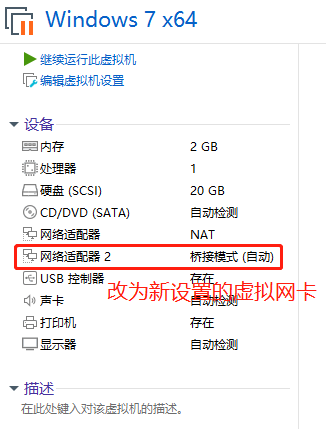 Windows 7 x64
继续运行此虚拟机
编辑虚拟机设置
设备
内存 2 GB
处理器 1
硬盘 (SCSI) 20 GB
CD/DVD (SATA) 自动检测
网络适配器 NAT
网络适配器 2 桥接模式 (自动)
USB 控制器 存在
改为新设置的虚拟网卡
声卡 自动检测
打印机 存在
显示器 自动检测
描述
在此处键入对该虚拟机的描述。